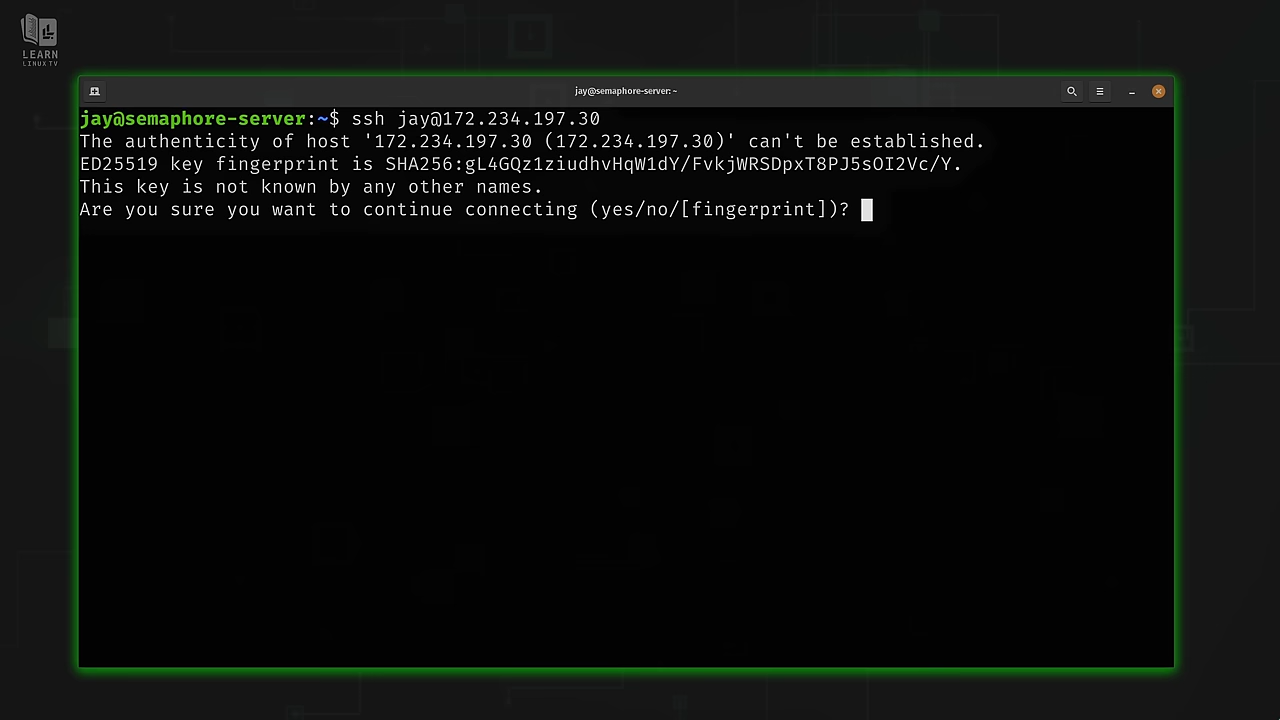 LEARN
LINUX TV
jay@semaphore-server: ~
jay@semaphore-server:~$ ssh jay@172.234.197.30
The authenticity of host '172.234.197.30 (172.234.197.30)' can't be established.
ED25519 key fingerprint is SHA256:gL4GQz1ziudhvHqW1dY/FvkjWRSDpxT8PJ5sOI2Vc/Y.
This key is not known by any other names.
Are you sure you want to continue connecting (yes/no/[fingerprint])?